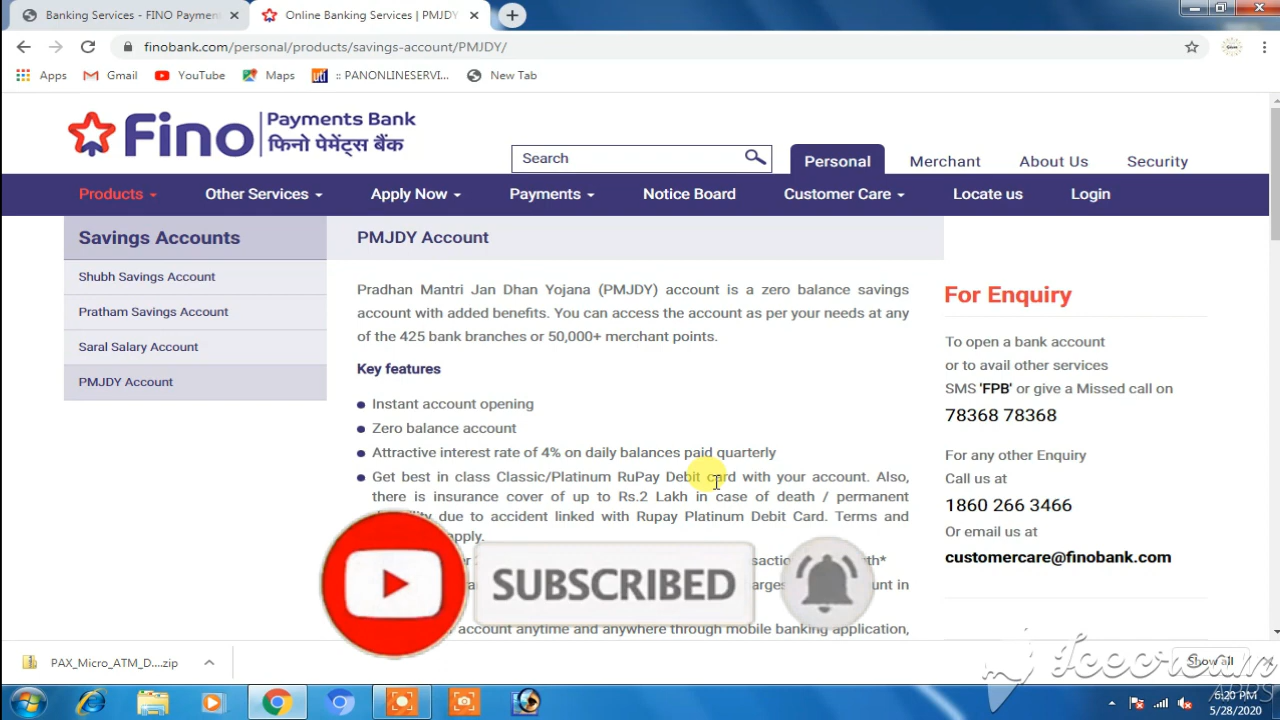 Banking Services - FINO Paymen
Online Banking Services | PMJDY
finobank.com/personal/products/savings-account/PMJDY/
Apps
Gmail
YouTube
Maps
uti
:: PANONLINESERVI...
New Tab
Fino
Payments Bank
फिनो पेमेंट्स बैंक
Search
Personal
Merchant
About Us
Security
Products
Other Services
Apply Now
Payments
Notice Board
Customer Care
Locate us
Login
Savings Accounts
Shubh Savings Account
Pratham Savings Account
Saral Salary Account
PMJDY Account
PMJDY Account
Pradhan Mantri Jan Dhan Yojana (PMJDY) account is a zero balance savings
account with added benefits. You can access the account as per your needs at any
of the 425 bank branches or 50,000+ merchant points.
Key features
Instant account opening
Zero balance account
Attractive interest rate of 4% on daily balances paid quarterly
Get best in class Classic/Platinum RuPay Debit card with your account. Also,
there is insurance cover of up to Rs.2 Lakh in case of death / permanent
due to accident linked with Rupay Platinum Debit Card. Terms and
apply.
account anytime and anywhere through mobile banking application,
SUBSCRIBED
For Enquiry
To open a bank account
or to avail other services
SMS 'FPB' or give a Missed call on
78368 78368
For any other Enquiry
Call us at
1860 266 3466
Or email us at
customercare@finobank.com
PAX_Micro_ATM_D....zip
Show all
Icecream
APPS
6:20 PM
5/28/2020